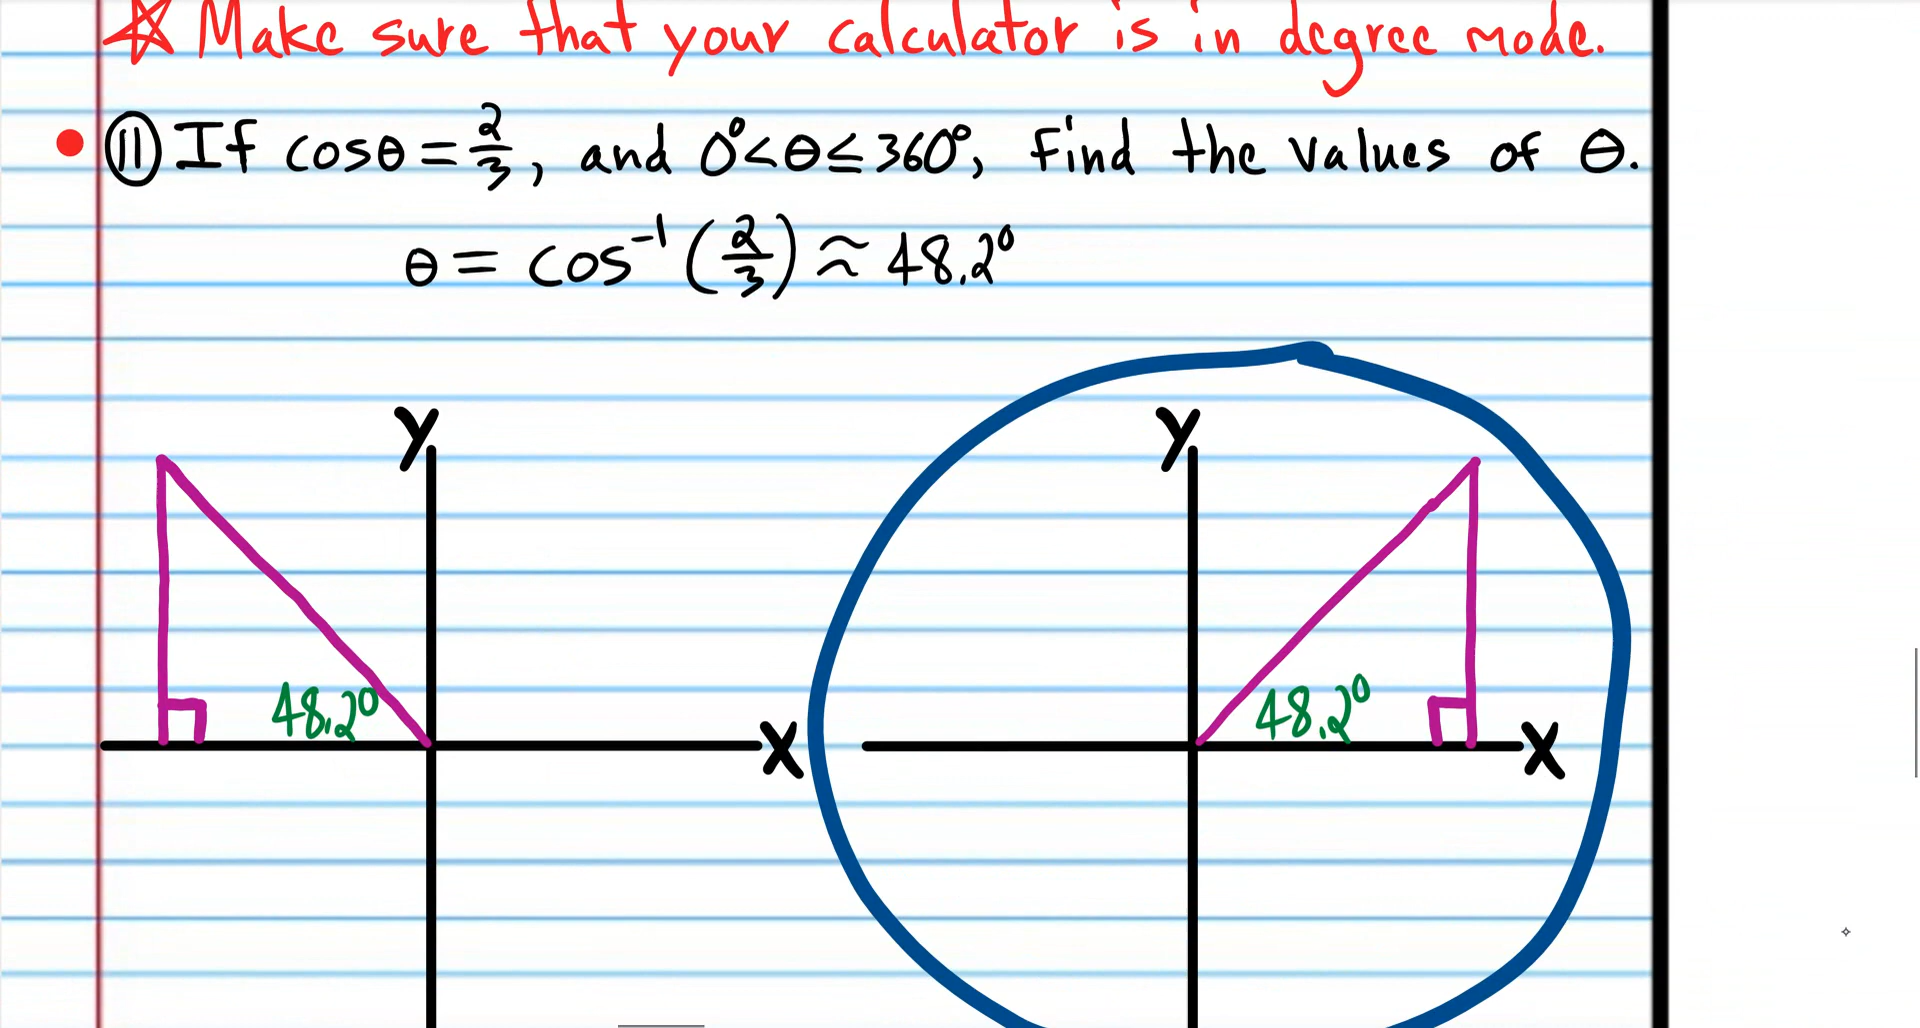 ☆ Make sure that your calculator is in degree mode.
⑪ If cosθ = 2/3, and 0° < θ ≤ 360°, find the values of θ.
θ = cos⁻¹(2/3) ≈ 48.2°
y y
48.2° 48.2°
x x